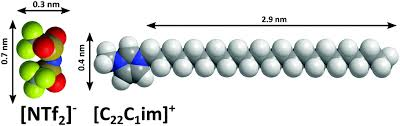 0.3 nm
2.9 nm
0.7 nm
0.4 nm
[NTf₂]⁻
[C₂₂C₁im]⁺